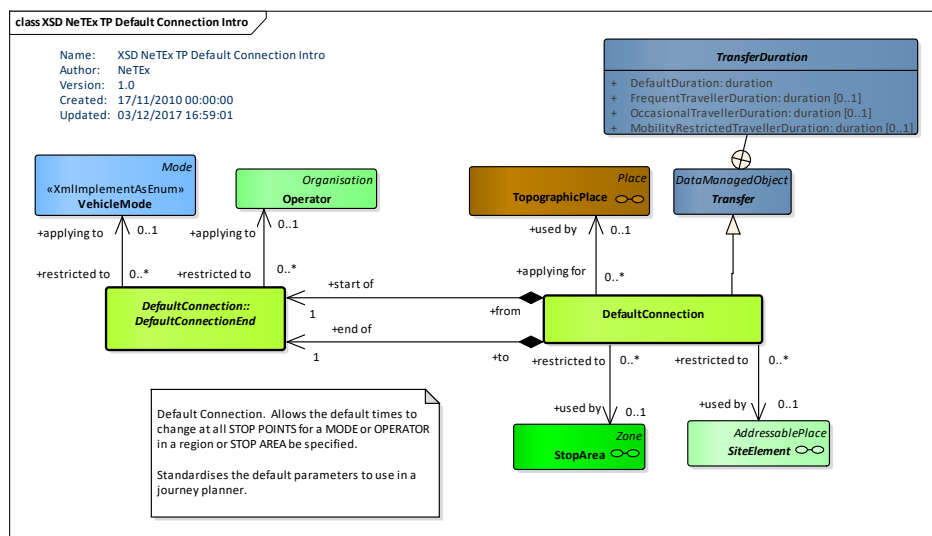 class XSD NeTEx TP Default Connection Intro
Name: XSD NeTEx TP Default Connection Intro
Author: NeTEx
Version: 1.0
Created: 17/11/2010 00:00:00
Updated: 03/12/2017 16:59:01
TransferDuration
+ DefaultDuration: duration
+ FrequentTravellerDuration: duration [0..1]
+ OccasionalTravellerDuration: duration [0..1]
+ MobilityRestrictedTravellerDuration: duration [0..1]
Mode
«XmlImplementAsEnum»
VehicleMode
Organisation
Operator
Place
TopographicPlace
DataManagedObject
Transfer
+applying to 0..1
+applying to 0..1
+used by 0..1
+restricted to 0..*
+restricted to 0..*
+applying for 0..*
DefaultConnection::
DefaultConnectionEnd
+start of
1
+from
+end of
1
+to
DefaultConnection
+restricted to 0..*
+restricted to 0..*
+used by 0..1
+used by 0..1
Zone
StopArea
AddressablePlace
SiteElement
Default Connection. Allows the default times to
change at all STOP POINTS for a MODE or OPERATOR
in a region or STOP AREA be specified.
Standardises the default parameters to use in a
journey planner.